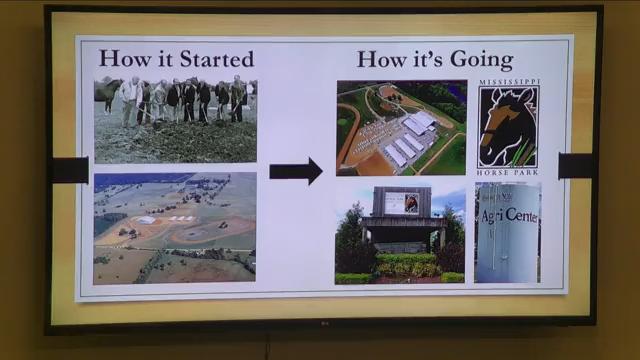 How it Started
How it's Going
MISSISSIPPI
HORSE PARK
Agri Center
LG